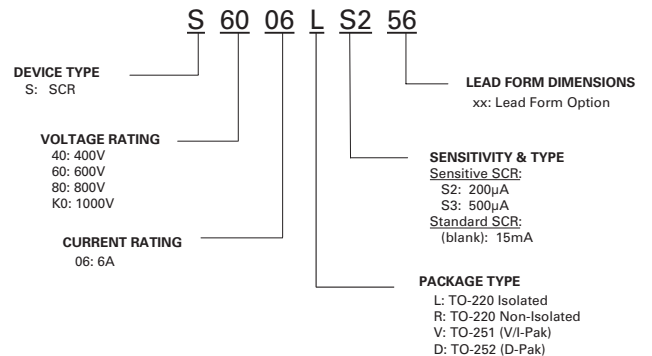 S 60 06 L S2 56
DEVICE TYPE
S: SCR
VOLTAGE RATING
40: 400V
60: 600V
80: 800V
K0: 1000V
CURRENT RATING
06: 6A
LEAD FORM DIMENSIONS
xx: Lead Form Option
SENSITIVITY & TYPE
Sensitive SCR:
S2: 200μA
S3: 500μA
Standard SCR:
(blank): 15mA
PACKAGE TYPE
L: TO-220 Isolated
R: TO-220 Non-Isolated
V: TO-251 (V/I-Pak)
D: TO-252 (D-Pak)